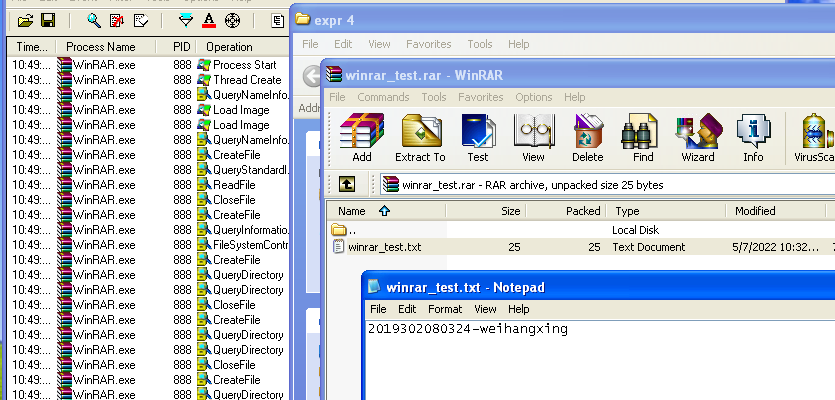 Time... Process Name PID Operation
10:49:... WinRAR.exe 888 Process Start
10:49:... WinRAR.exe 888 Thread Create
10:49:... WinRAR.exe 888 QueryNameInfo...
10:49:... WinRAR.exe 888 Load Image
10:49:... WinRAR.exe 888 Load Image
10:49:... WinRAR.exe 888 QueryNameInfo...
10:49:... WinRAR.exe 888 CreateFile
10:49:... WinRAR.exe 888 QueryStandardI...
10:49:... WinRAR.exe 888 ReadFile
10:49:... WinRAR.exe 888 CloseFile
10:49:... WinRAR.exe 888 CreateFile
10:49:... WinRAR.exe 888 QueryInformatio...
10:49:... WinRAR.exe 888 FileSystemContr...
10:49:... WinRAR.exe 888 CreateFile
10:49:... WinRAR.exe 888 QueryDirectory
10:49:... WinRAR.exe 888 QueryDirectory
10:49:... WinRAR.exe 888 CloseFile
10:49:... WinRAR.exe 888 CreateFile
10:49:... WinRAR.exe 888 QueryDirectory
10:49:... WinRAR.exe 888 QueryDirectory
10:49:... WinRAR.exe 888 CloseFile
10:49:... WinRAR.exe 888 CreateFile
10:49:... WinRAR.exe 888 QueryDirectory
expr 4
File Edit View Favorites Tools Help
winrar_test.rar - WinRAR
File Commands Tools Favorites Options Help
Add Extract To Test View Delete Find Wizard Info VirusSca
winrar_test.rar - RAR archive, unpacked size 25 bytes
Name Size Packed Type Modified
.. Local Disk
winrar_test.txt 25 25 Text Document 5/7/2022 10:32...
winrar_test.txt - Notepad
File Edit Format View Help
2019302080324-weihangxing